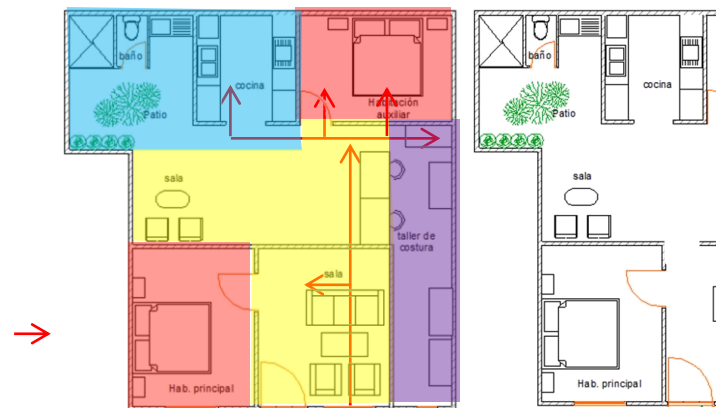 baño
cocina
Patio
Habitación
auxiliar
sala
taller de
costura
sala
Hab. principal
baño
cocina
Patio
sala
Hab. principal